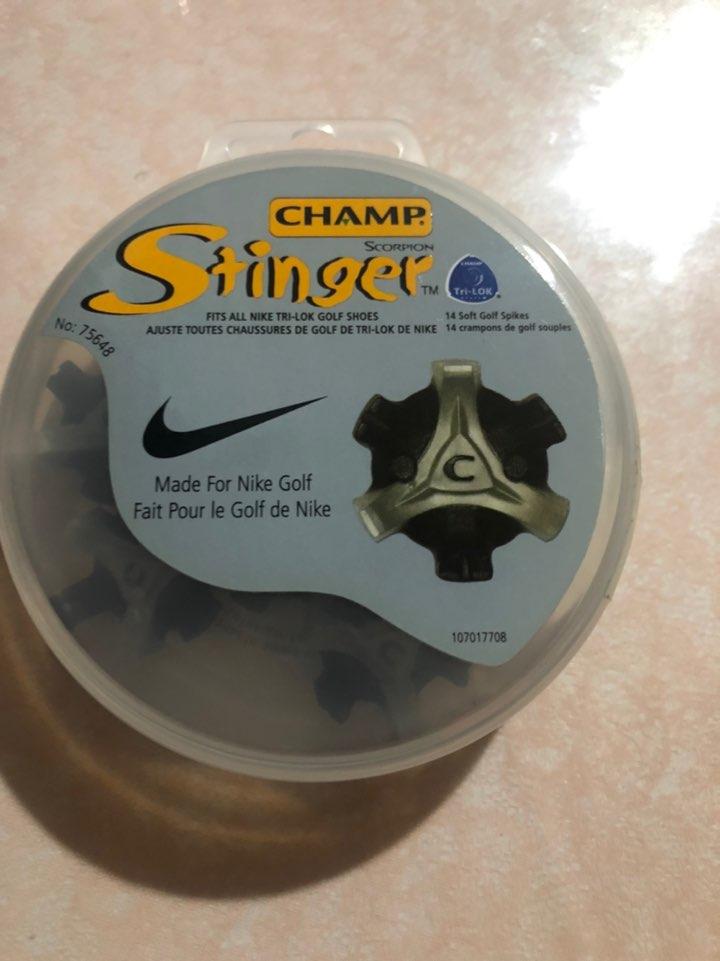 CHAMP.
SCORPION
Stinger™
Tri-LOK
FITS ALL NIKE TRI-LOK GOLF SHOES
AJUSTE TOUTES CHAUSSURES DE GOLF DE TRI-LOK DE NIKE
14 Soft Golf Spikes
14 crampons de golf souples
No: 75648
Made For Nike Golf
Fait Pour le Golf de Nike
C
107017708